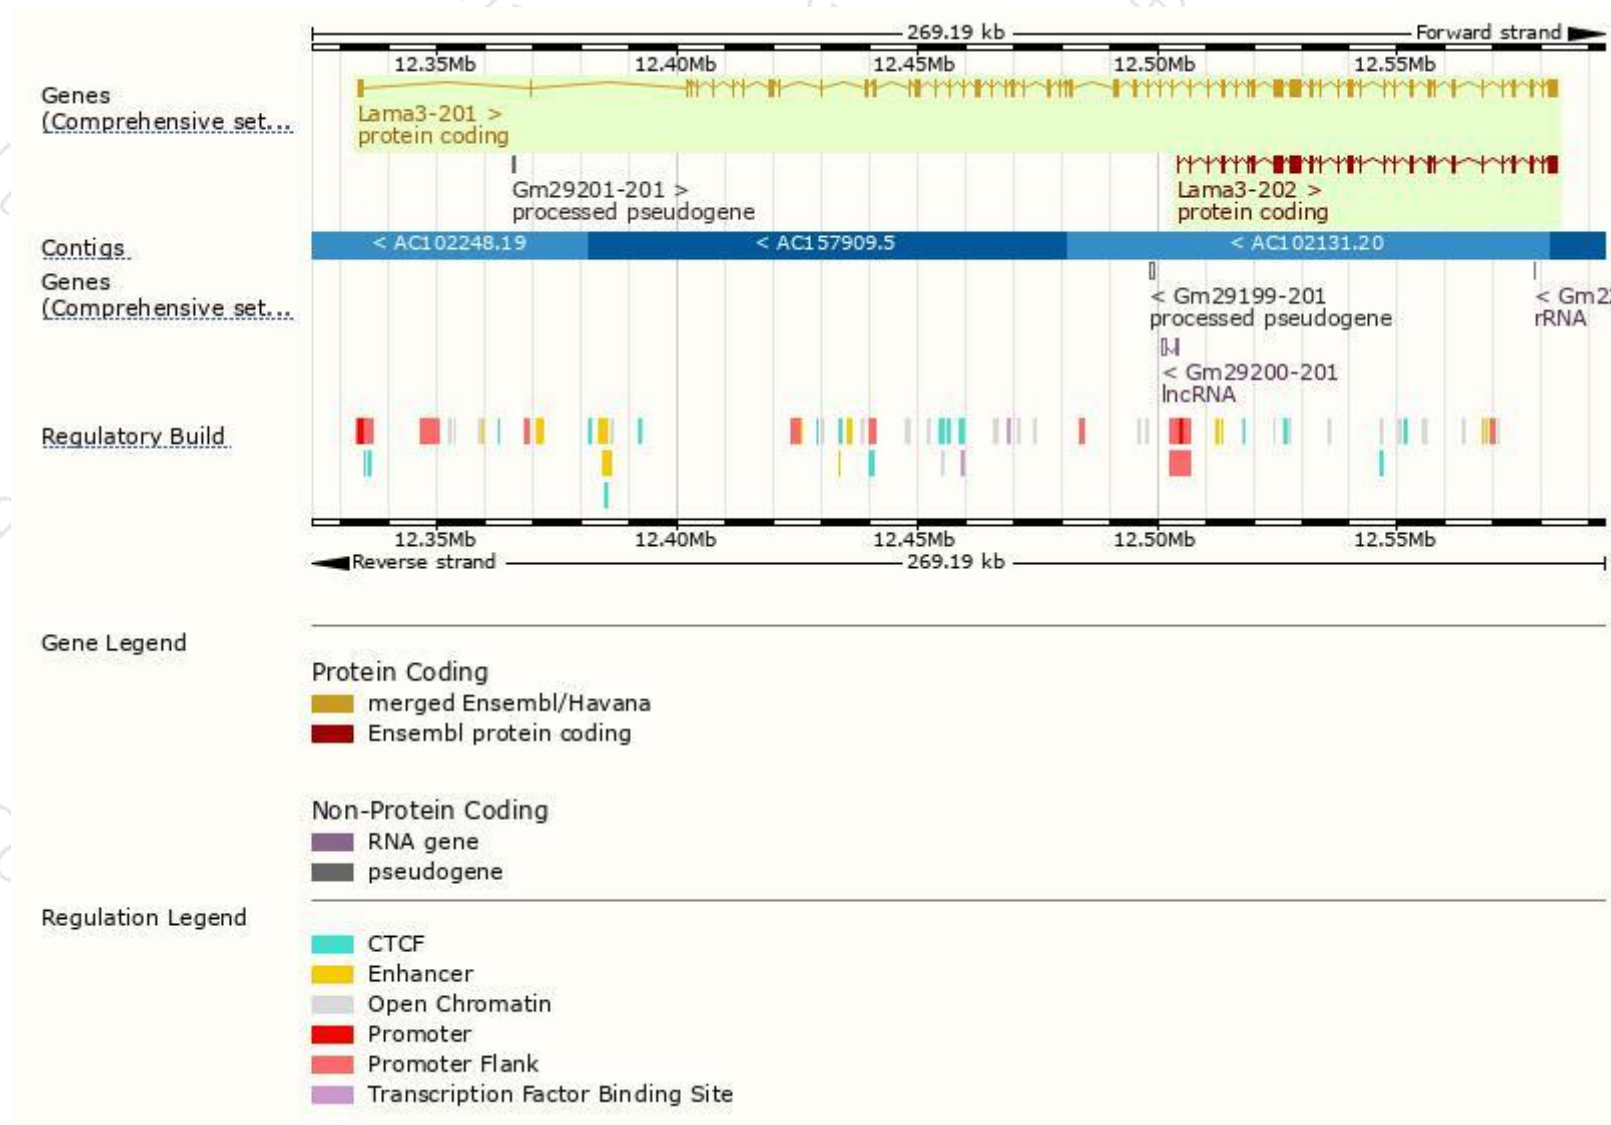 269.19 kb Forward strand
12.35Mb 12.40Mb 12.45Mb 12.50Mb 12.55Mb
Genes
(Comprehensive set...
Lama3-201 >
protein coding
Gm29201-201 >
processed pseudogene
Lama3-202 >
protein coding
Contigs
< AC102248.19 < AC157909.5 < AC102131.20
Genes
(Comprehensive set...
< Gm29199-201
processed pseudogene
< Gm2
rRNA
< Gm29200-201
lncRNA
Regulatory Build
12.35Mb 12.40Mb 12.45Mb 12.50Mb 12.55Mb
Reverse strand 269.19 kb
Gene Legend
Protein Coding
merged Ensembl/Havana
Ensembl protein coding
Non-Protein Coding
RNA gene
pseudogene
Regulation Legend
CTCF
Enhancer
Open Chromatin
Promoter
Promoter Flank
Transcription Factor Binding Site